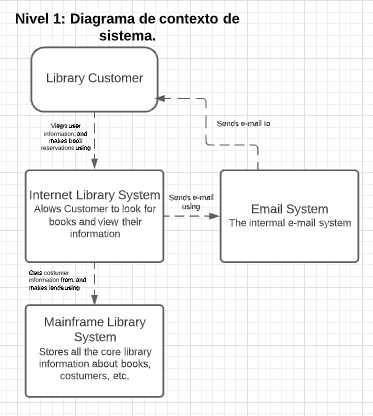 Nivel 1: Diagrama de contexto de
sistema.
Library Customer
Views user
information, and
makes book
reservations using
Sends e-mail to
Internet Library System
Alows Customer to look for
books and view their
information
Sends e-mail
using
Email System
The internal e-mail system
Gets costumer
information from, and
makes lends using
Mainframe Library
System
Stores all the core library
information about books,
costumers, etc.